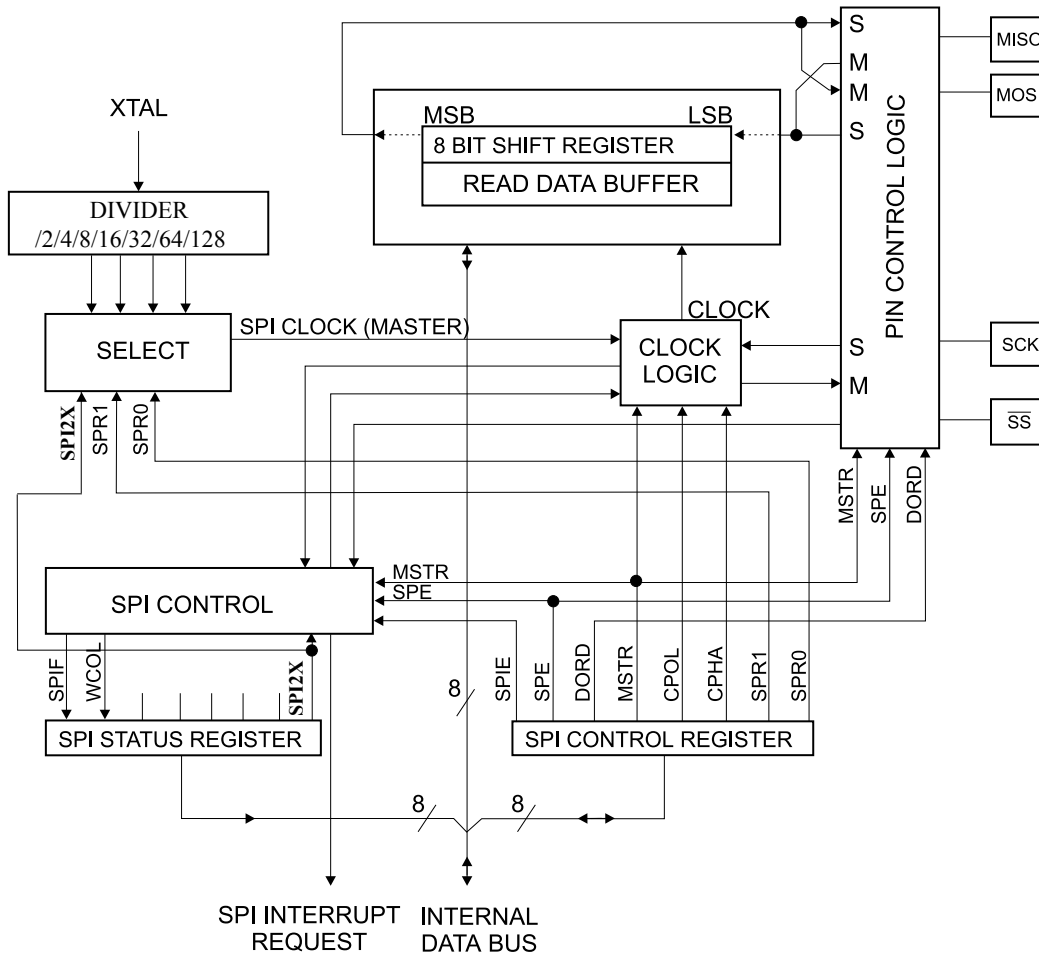 S
MISO
M
MOSI
M
S
XTAL
MSB
LSB
8 BIT SHIFT REGISTER
READ DATA BUFFER
DIVIDER
/2/4/8/16/32/64/128
PIN CONTROL LOGIC
SPI CLOCK (MASTER)
CLOCK
SELECT
CLOCK
LOGIC
S
M
SCK
SS
SPI2X
SPR1
SPR0
MSTR
SPE
DORD
MSTR
SPE
SPI CONTROL
SPIF
WCOL
SPI2X
8
SPIE
SPE
DORD
MSTR
CPOL
CPHA
SPR1
SPR0
SPI STATUS REGISTER
SPI CONTROL REGISTER
8
8
SPI INTERRUPT
REQUEST
INTERNAL
DATA BUS